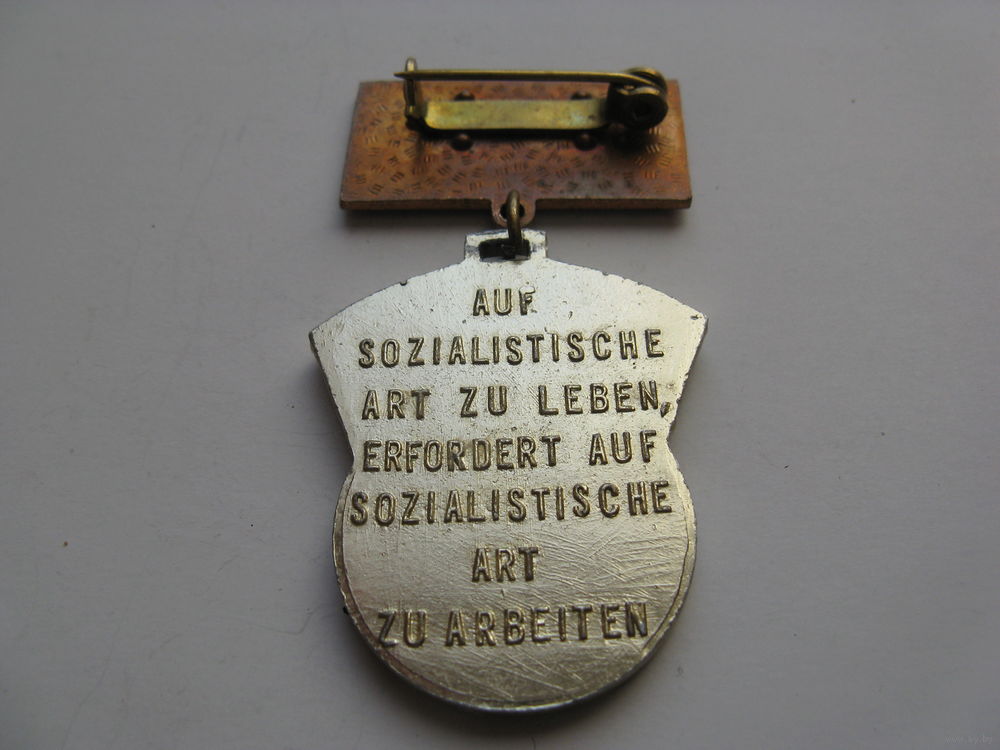 AUF
SOZIALISTISCHE
ART ZU LEBEN,
ERFORDERT AUF
SOZIALISTISCHE
ART
ZU ARBEITEN